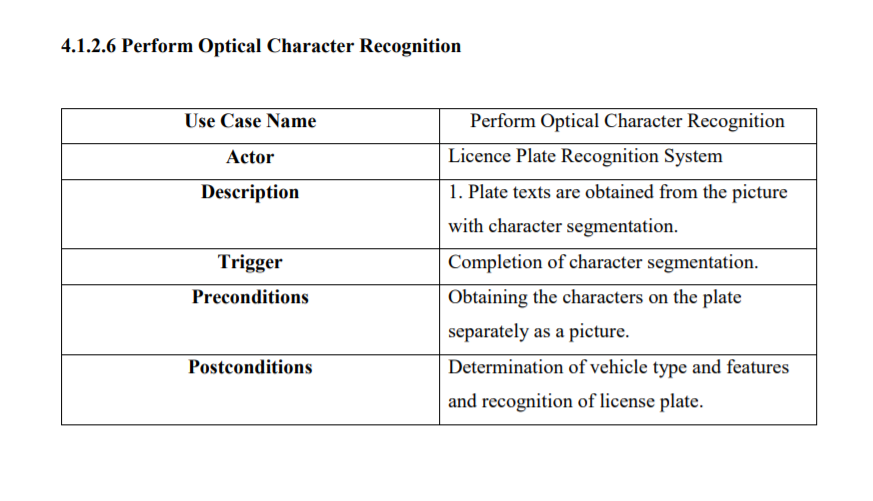 4.1.2.6 Perform Optical Character Recognition
Use Case Name
Perform Optical Character Recognition
Actor
Licence Plate Recognition System
Description
1. Plate texts are obtained from the picture
with character segmentation.
Trigger
Completion of character segmentation.
Preconditions
Obtaining the characters on the plate
separately as a picture.
Postconditions
Determination of vehicle type and features
and recognition of license plate.